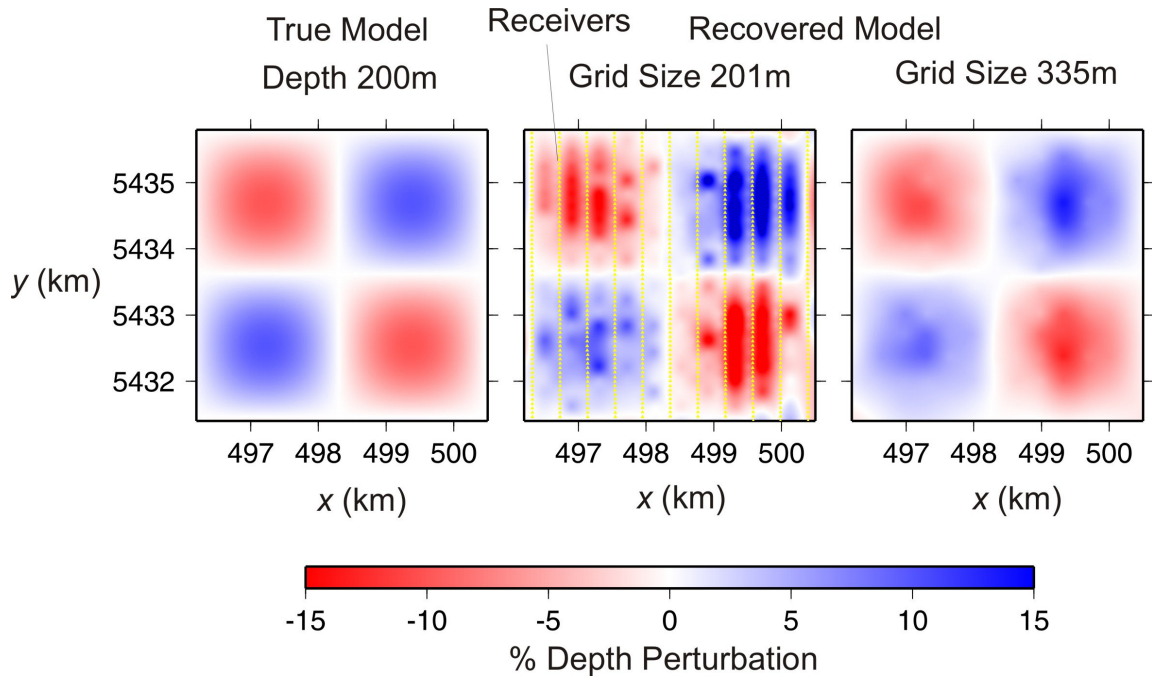 True Model
Depth 200m
Receivers
Recovered Model
Grid Size 201m
Grid Size 335m
y (km)
5435
5434
5433
5432
497 498 499 500
x (km)
497 498 499 500
x (km)
497 498 499 500
x (km)
-15 -10 -5 0 5 10 15
% Depth Perturbation